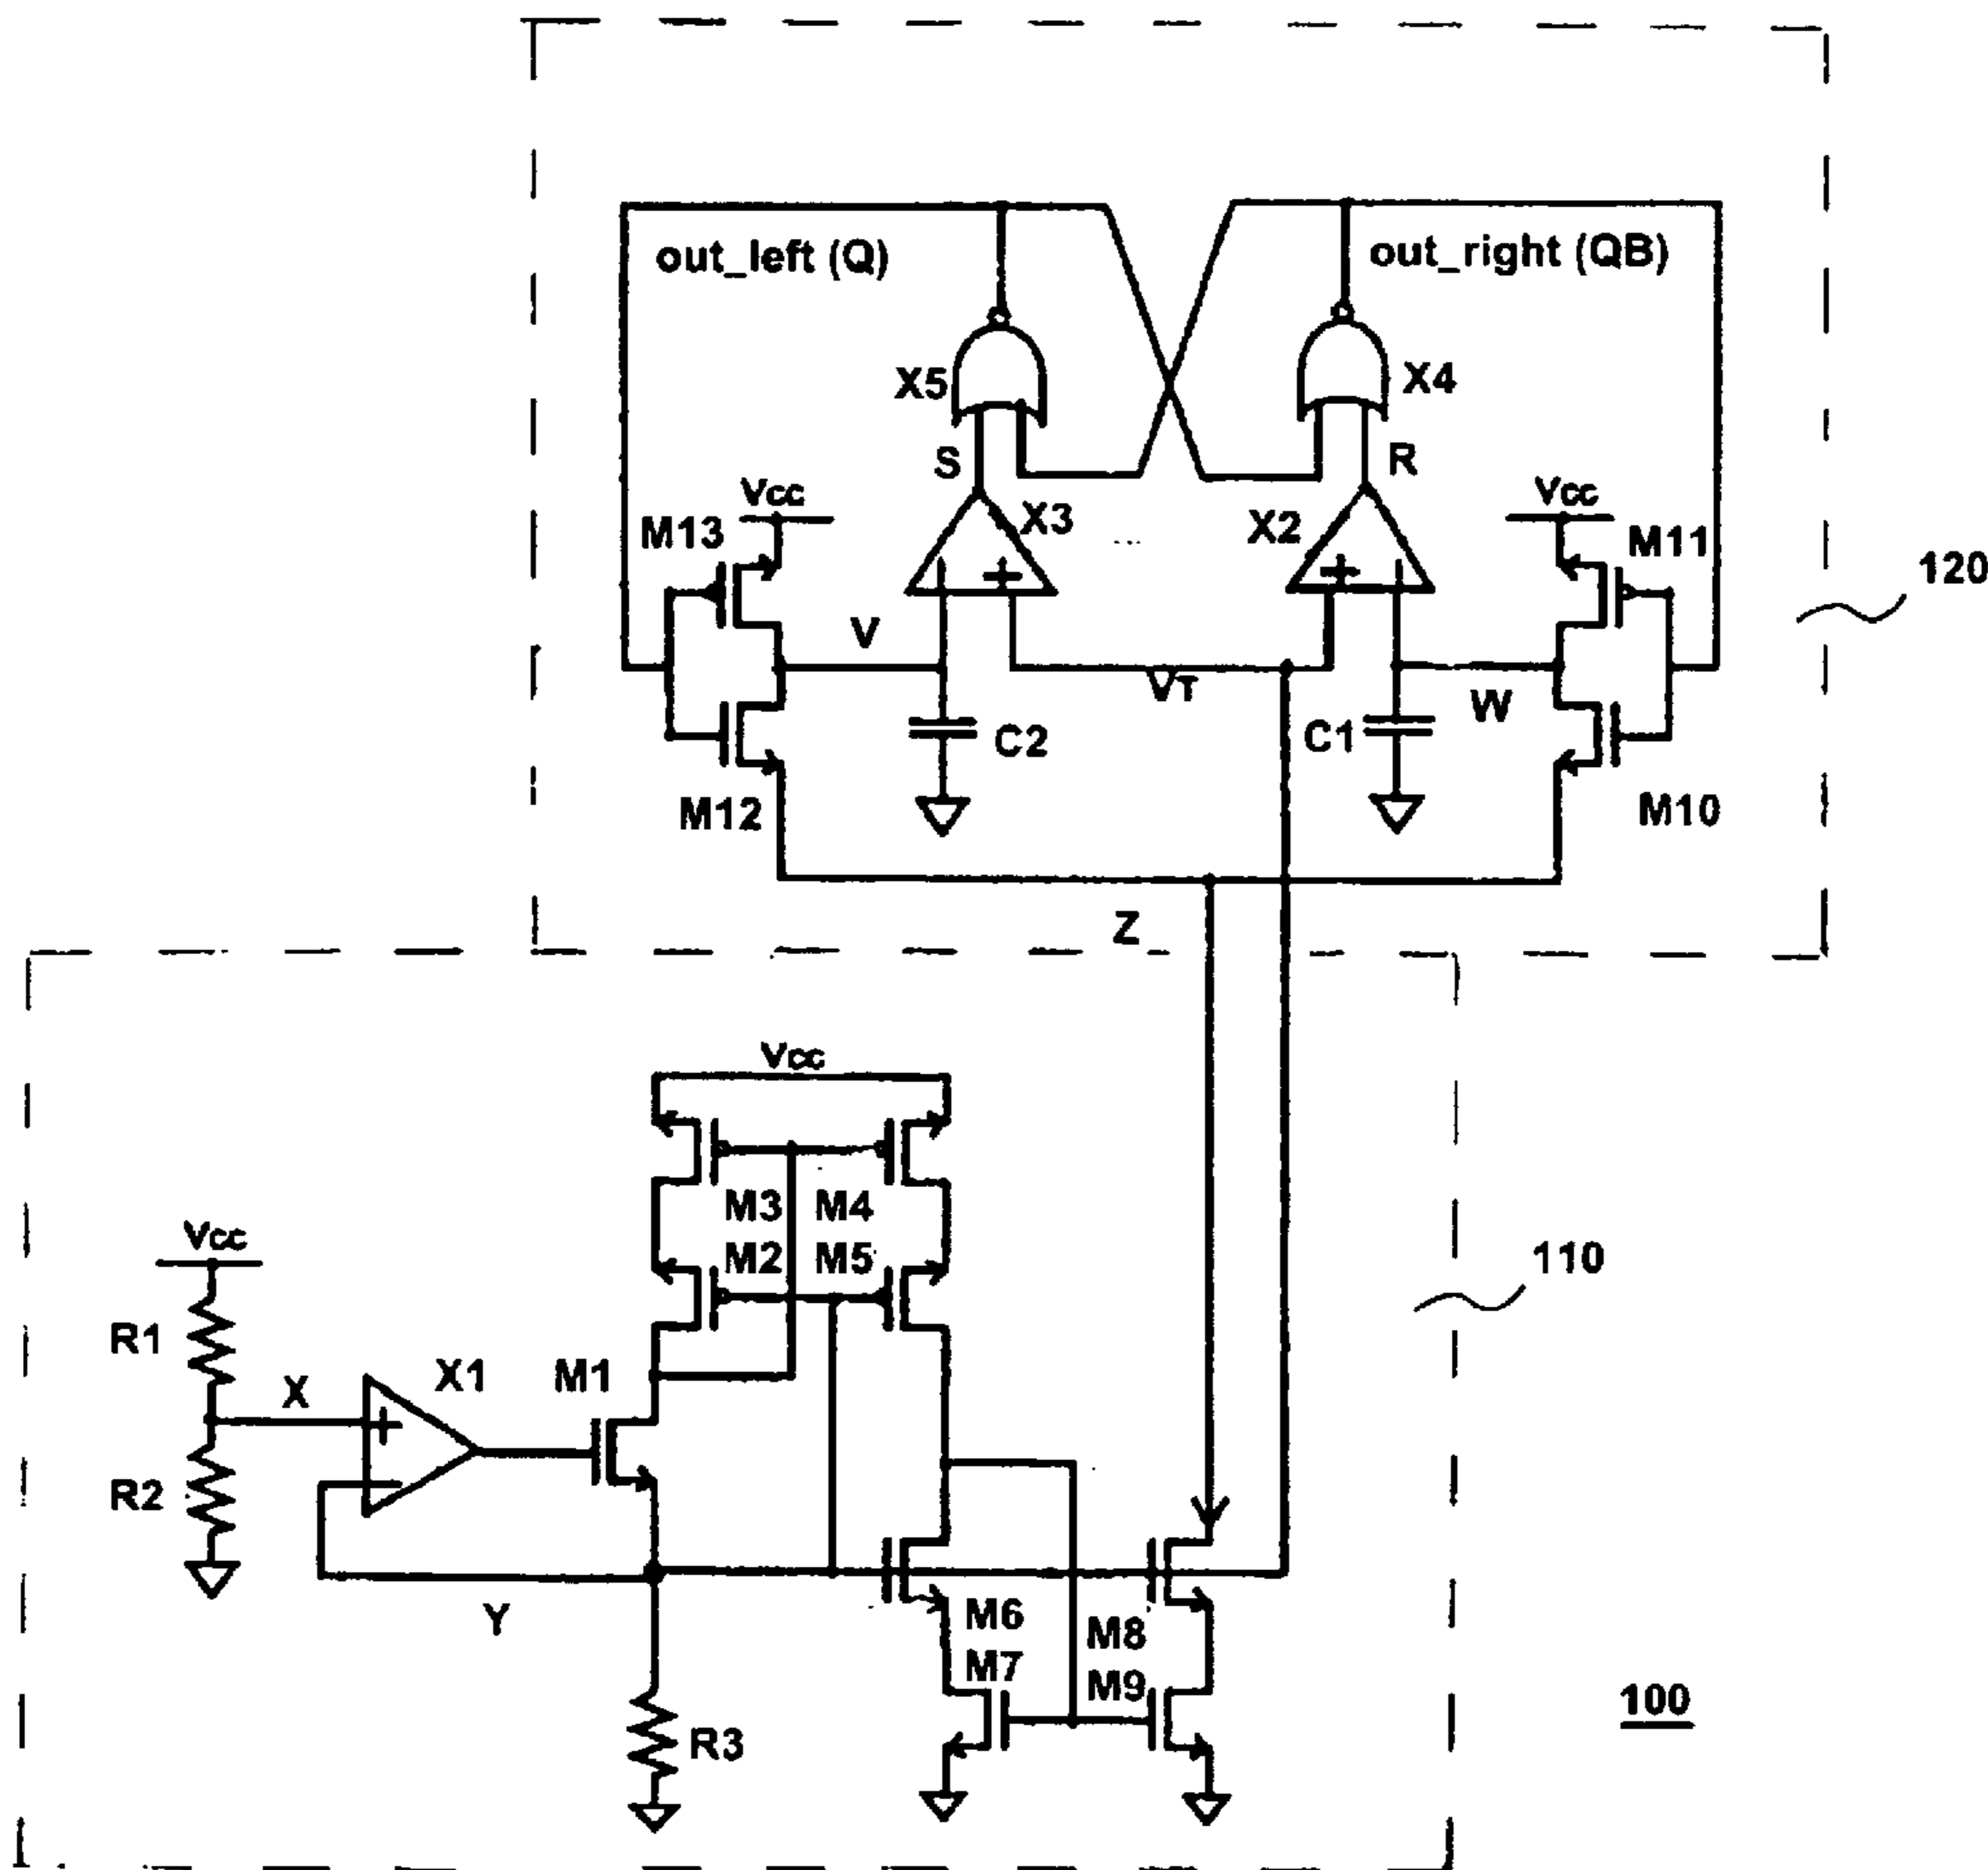 out_left (Q)
out_right (QB)
X5
X4
S
R
Vcc
Vcc
M13
X3
X2
M11
120
V
VT
W
C2
C1
M12
M10
Z
Vcc
M3
M4
M2
M5
Vcc
110
R1
X
X1
M1
R2
+
Y
M6
M8
M7
M9
100
R3